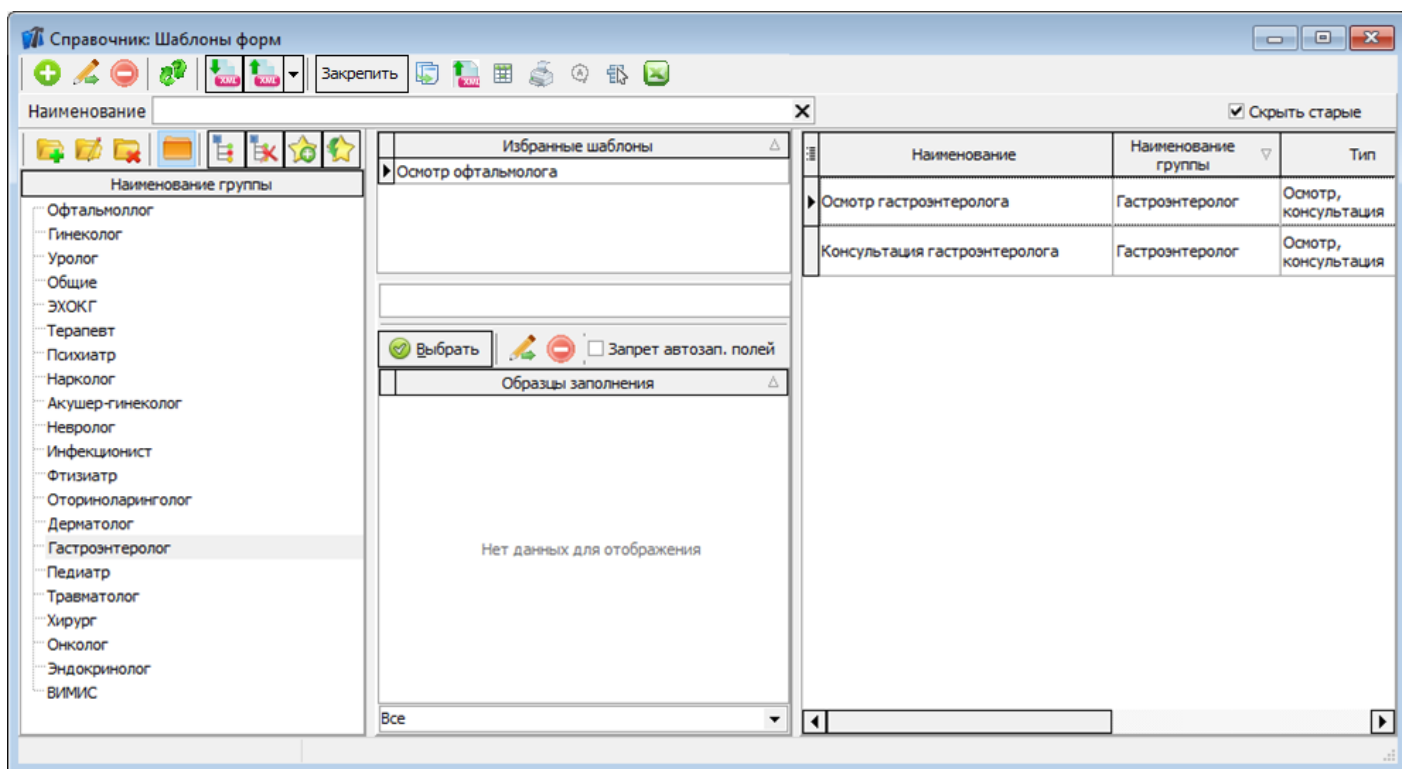 Справочник: Шаблоны форм
XML XML Закрепить XML
Наименование
Скрыть старые
Наименование группы
Офтальмоллог
Гинеколог
Уролог
Общие
ЭХОКГ
Терапевт
Психиатр
Нарколог
Акушер-гинеколог
Невролог
Инфекционист
Фтизиатр
Оториноларинголог
Дерматолог
Гастроэнтеролог
Педиатр
Травматолог
Хирург
Онколог
Эндокринолог
ВИМИС
Избранные шаблоны
Осмотр офтальмолога
Выбрать Запрет автозап. полей
Образцы заполнения
Нет данных для отображения
Все
Наименование Наименование группы Тип
Осмотр гастроэнтеролога Гастроэнтеролог Осмотр, консультация
Консультация гастроэнтеролога Гастроэнтеролог Осмотр, консультация